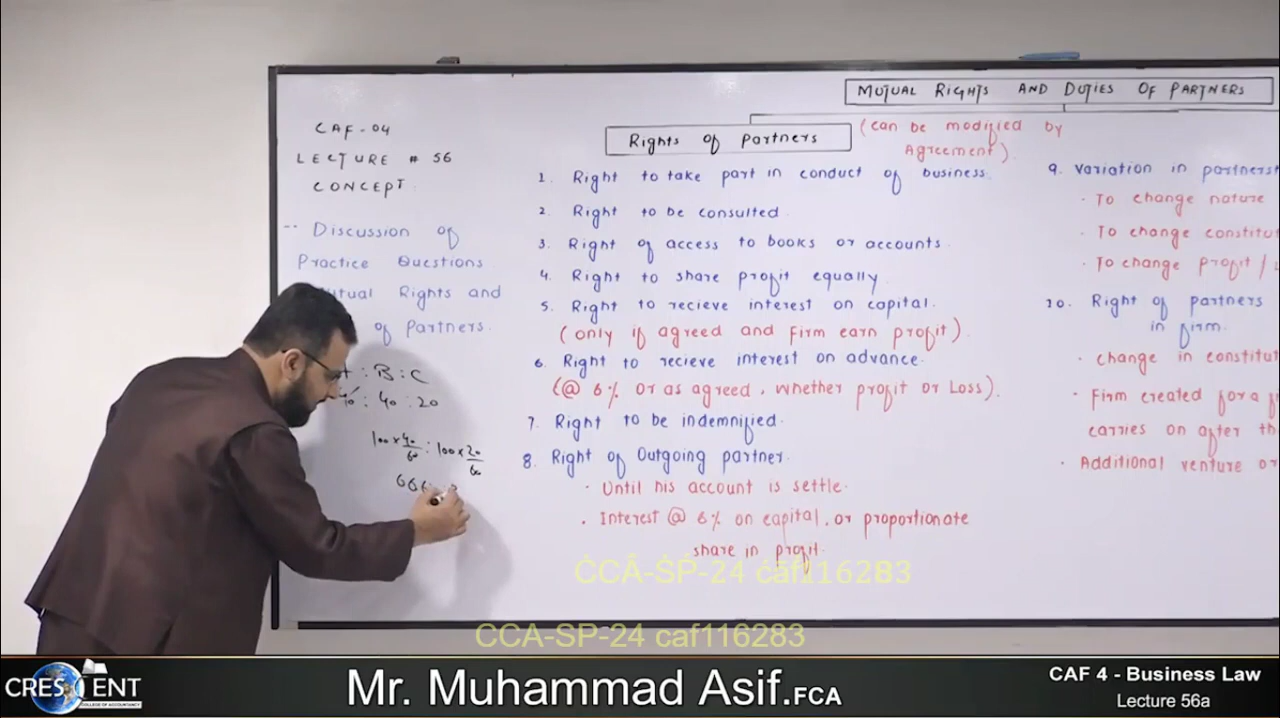 MUTUAL RIGHTS AND DUTIES OF PARTNERS
CAF-04
LECTURE # 56
CONCEPT
Discussion of
Practice Questions
Rights and
of Partners.
: B : C
: 40 : 20
100 x 40/60 : 100 x 20/60
Rights of Partners
(can be modified by
Agreement)
1. Right to take part in conduct of business.
2. Right to be consulted
3. Right of access to books or accounts.
4. Right to share profit equally
5. Right to recieve interest on capital.
(only if agreed and Firm earn profit).
6. Right to recieve interest on advance.
(@ 6% or as agreed, whether profit or Loss).
7. Right to be indemnified.
8. Right of Outgoing partner.
· Until his account is settle.
· Interest @ 6% on capital, or proportionate
share in profit.
9. Variation in
· To change nature
· To change
· To change profit /
10. Right of partners
in firm.
· change in
· Firm created for a
carries on after
· Additional venture or
CCA-SP-24 caf116283
CCA-SP-24 caf116283
CRESCENT
COLLEGE OF ACCOUNTANCY
Mr. Muhammad Asif.FCA
CAF 4 - Business Law
Lecture 56a